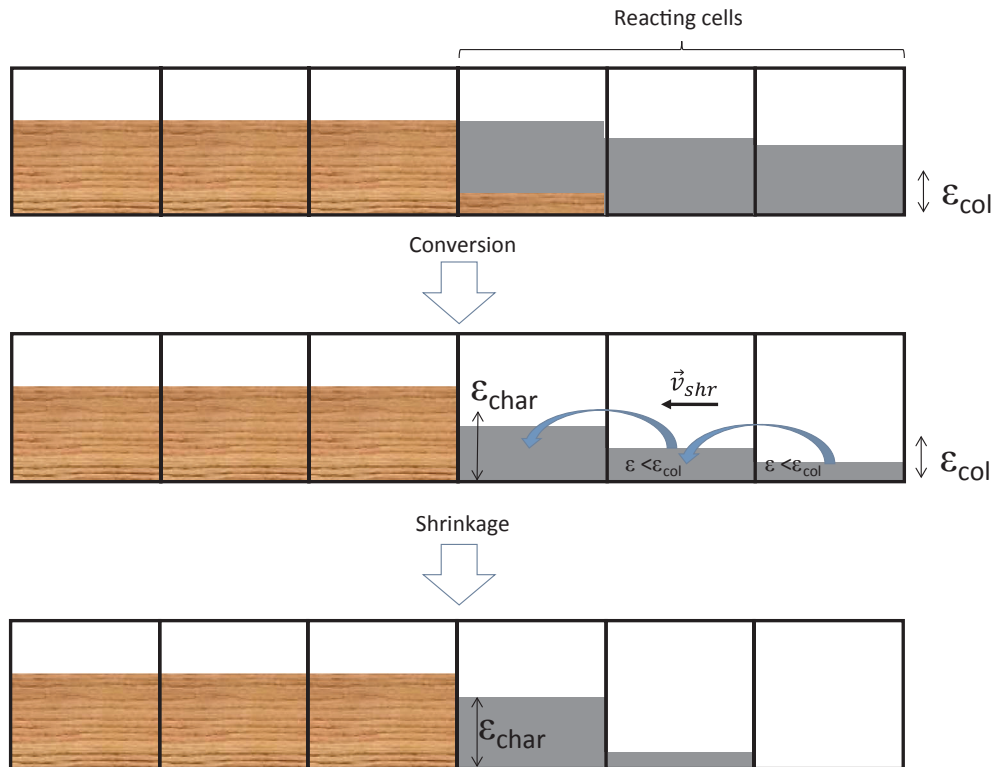 Reacting cells
εcol
Conversion
εchar
v⃗shr
ε <εcol
ε <εcol
εcol
Shrinkage
εchar